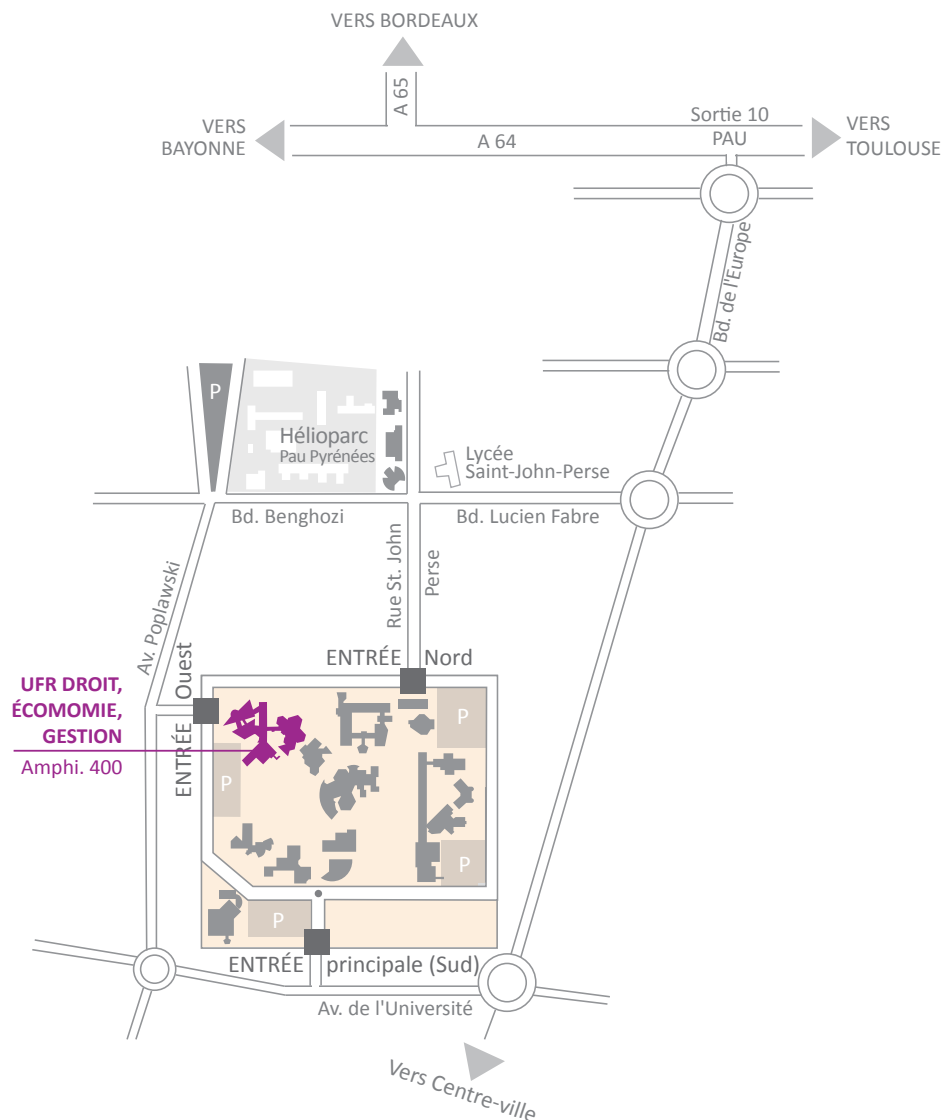 VERS BORDEAUX
A 65
Sortie 10
VERS
BAYONNE
A 64
PAU
VERS
TOULOUSE
Bd. de l'Europe
P
Hélioparc
Pau Pyrénées
Lycée
Saint-John-Perse
Bd. Benghozi
Bd. Lucien Fabre
Av. Poplawski
Rue St. John
Perse
ENTRÉE Nord
ENTRÉE Ouest
UFR DROIT,
ÉCOMOMIE,
GESTION
Amphi. 400
P
P
P
P
ENTRÉE principale (Sud)
Av. de l'Université
Vers Centre-ville